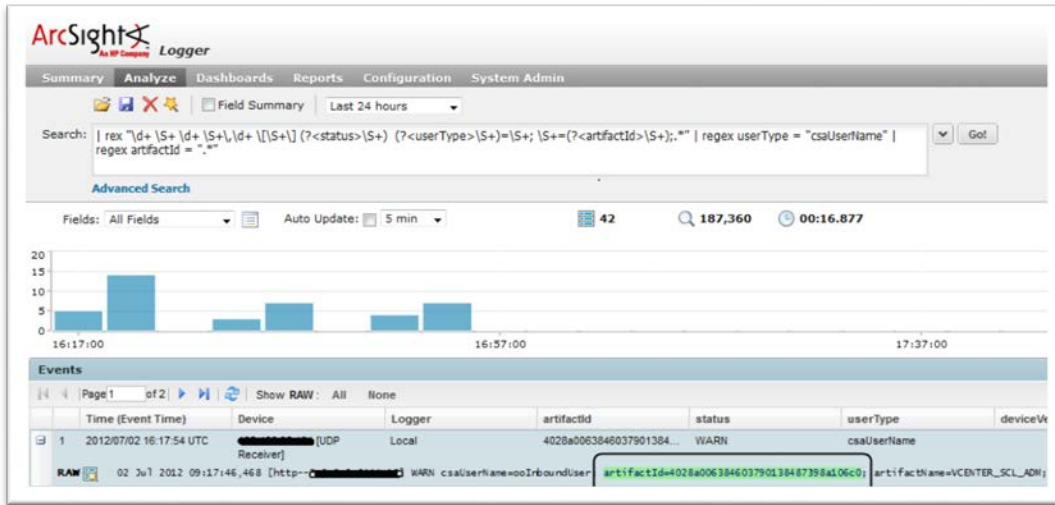 ArcSight
An HP Company Logger
Summary Analyze Dashboards Reports Configuration System Admin
Field Summary Last 24 hours
Search: | rex "\d+ \S+ \d+ \S+\,\d+ \[\S+\] (?<status>\S+) (?<userType>\S+)=\S+; \S+=(?<artifactId>\S+);.*" | regex userType = "csaUserName" |
regex artifactId = ".*"
Go!
Advanced Search
Fields: All Fields Auto Update: 5 min 42 187,360 00:16.877
20
15
10
5
0
16:17:00 16:57:00 17:37:00
Events
Page 1 of 2 Show RAW: All None
Time (Event Time) Device Logger artifactId status userType deviceVe
1 2012/07/02 16:17:54 UTC [UDP Receiver] Local 4028a0063846037901384... WARN csaUserName
RAW 02 Jul 2012 09:17:46,468 [http- WARN csaUserName=ooInboundUser artifactId=4028a006384603790138487398a106c0; artifactName=VCENTER_SCL_ADM;